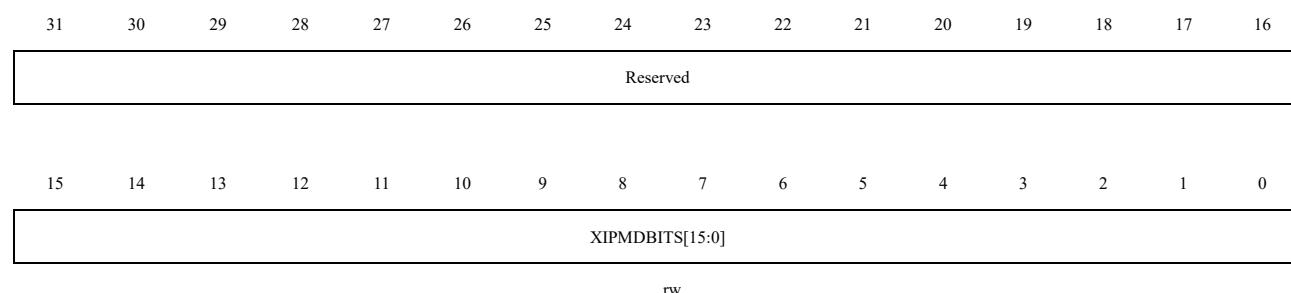 31 30 29 28 27 26 25 24 23 22 21 20 19 18 17 16
Reserved
15 14 13 12 11 10 9 8 7 6 5 4 3 2 1 0
XIPMDBITS[15:0]
rw